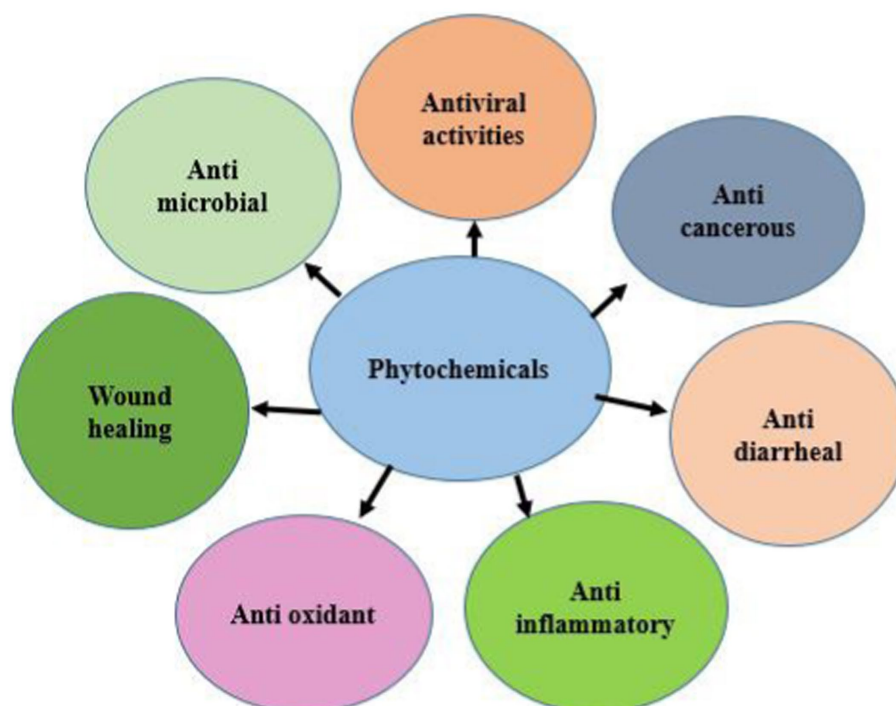 Antiviral
activities
Anti
microbial
Anti
cancerous
Phytochemicals
Wound
healing
Anti
diarrheal
Anti oxidant
Anti
inflammatory